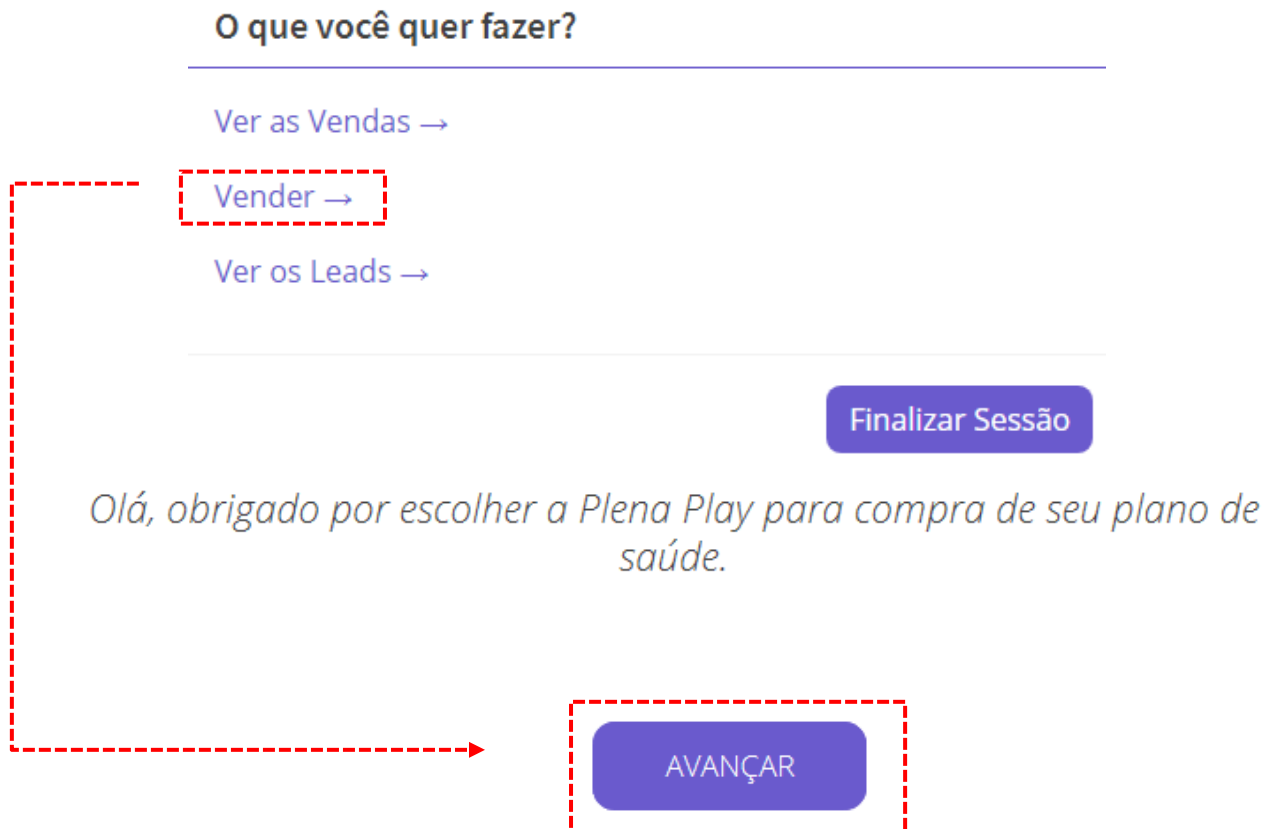 O que você quer fazer?
Ver as Vendas →
Vender →
Ver os Leads →
Finalizar Sessão
Olá, obrigado por escolher a Plena Play para compra de seu plano de
saúde.
AVANÇAR